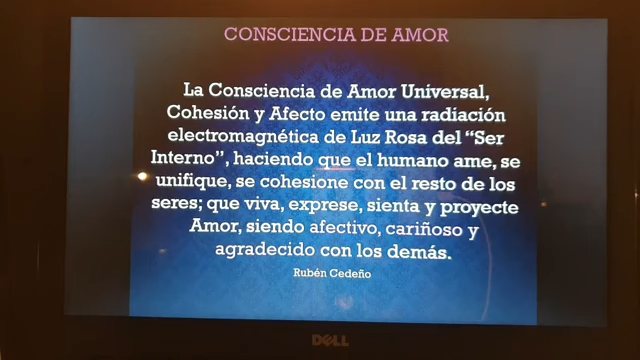 CONSCIENCIA DE AMOR
La Consciencia de Amor Universal,
Cohesión y Afecto emite una radiación
electromagnética de Luz Rosa del “Ser
Interno”, haciendo que el humano ame, se
unifique, se cohesione con el resto de los
seres; que viva, exprese, sienta y proyecte
Amor, siendo afectivo, cariñoso y
agradecido con los demás.
Rubén Cedeño
DELL